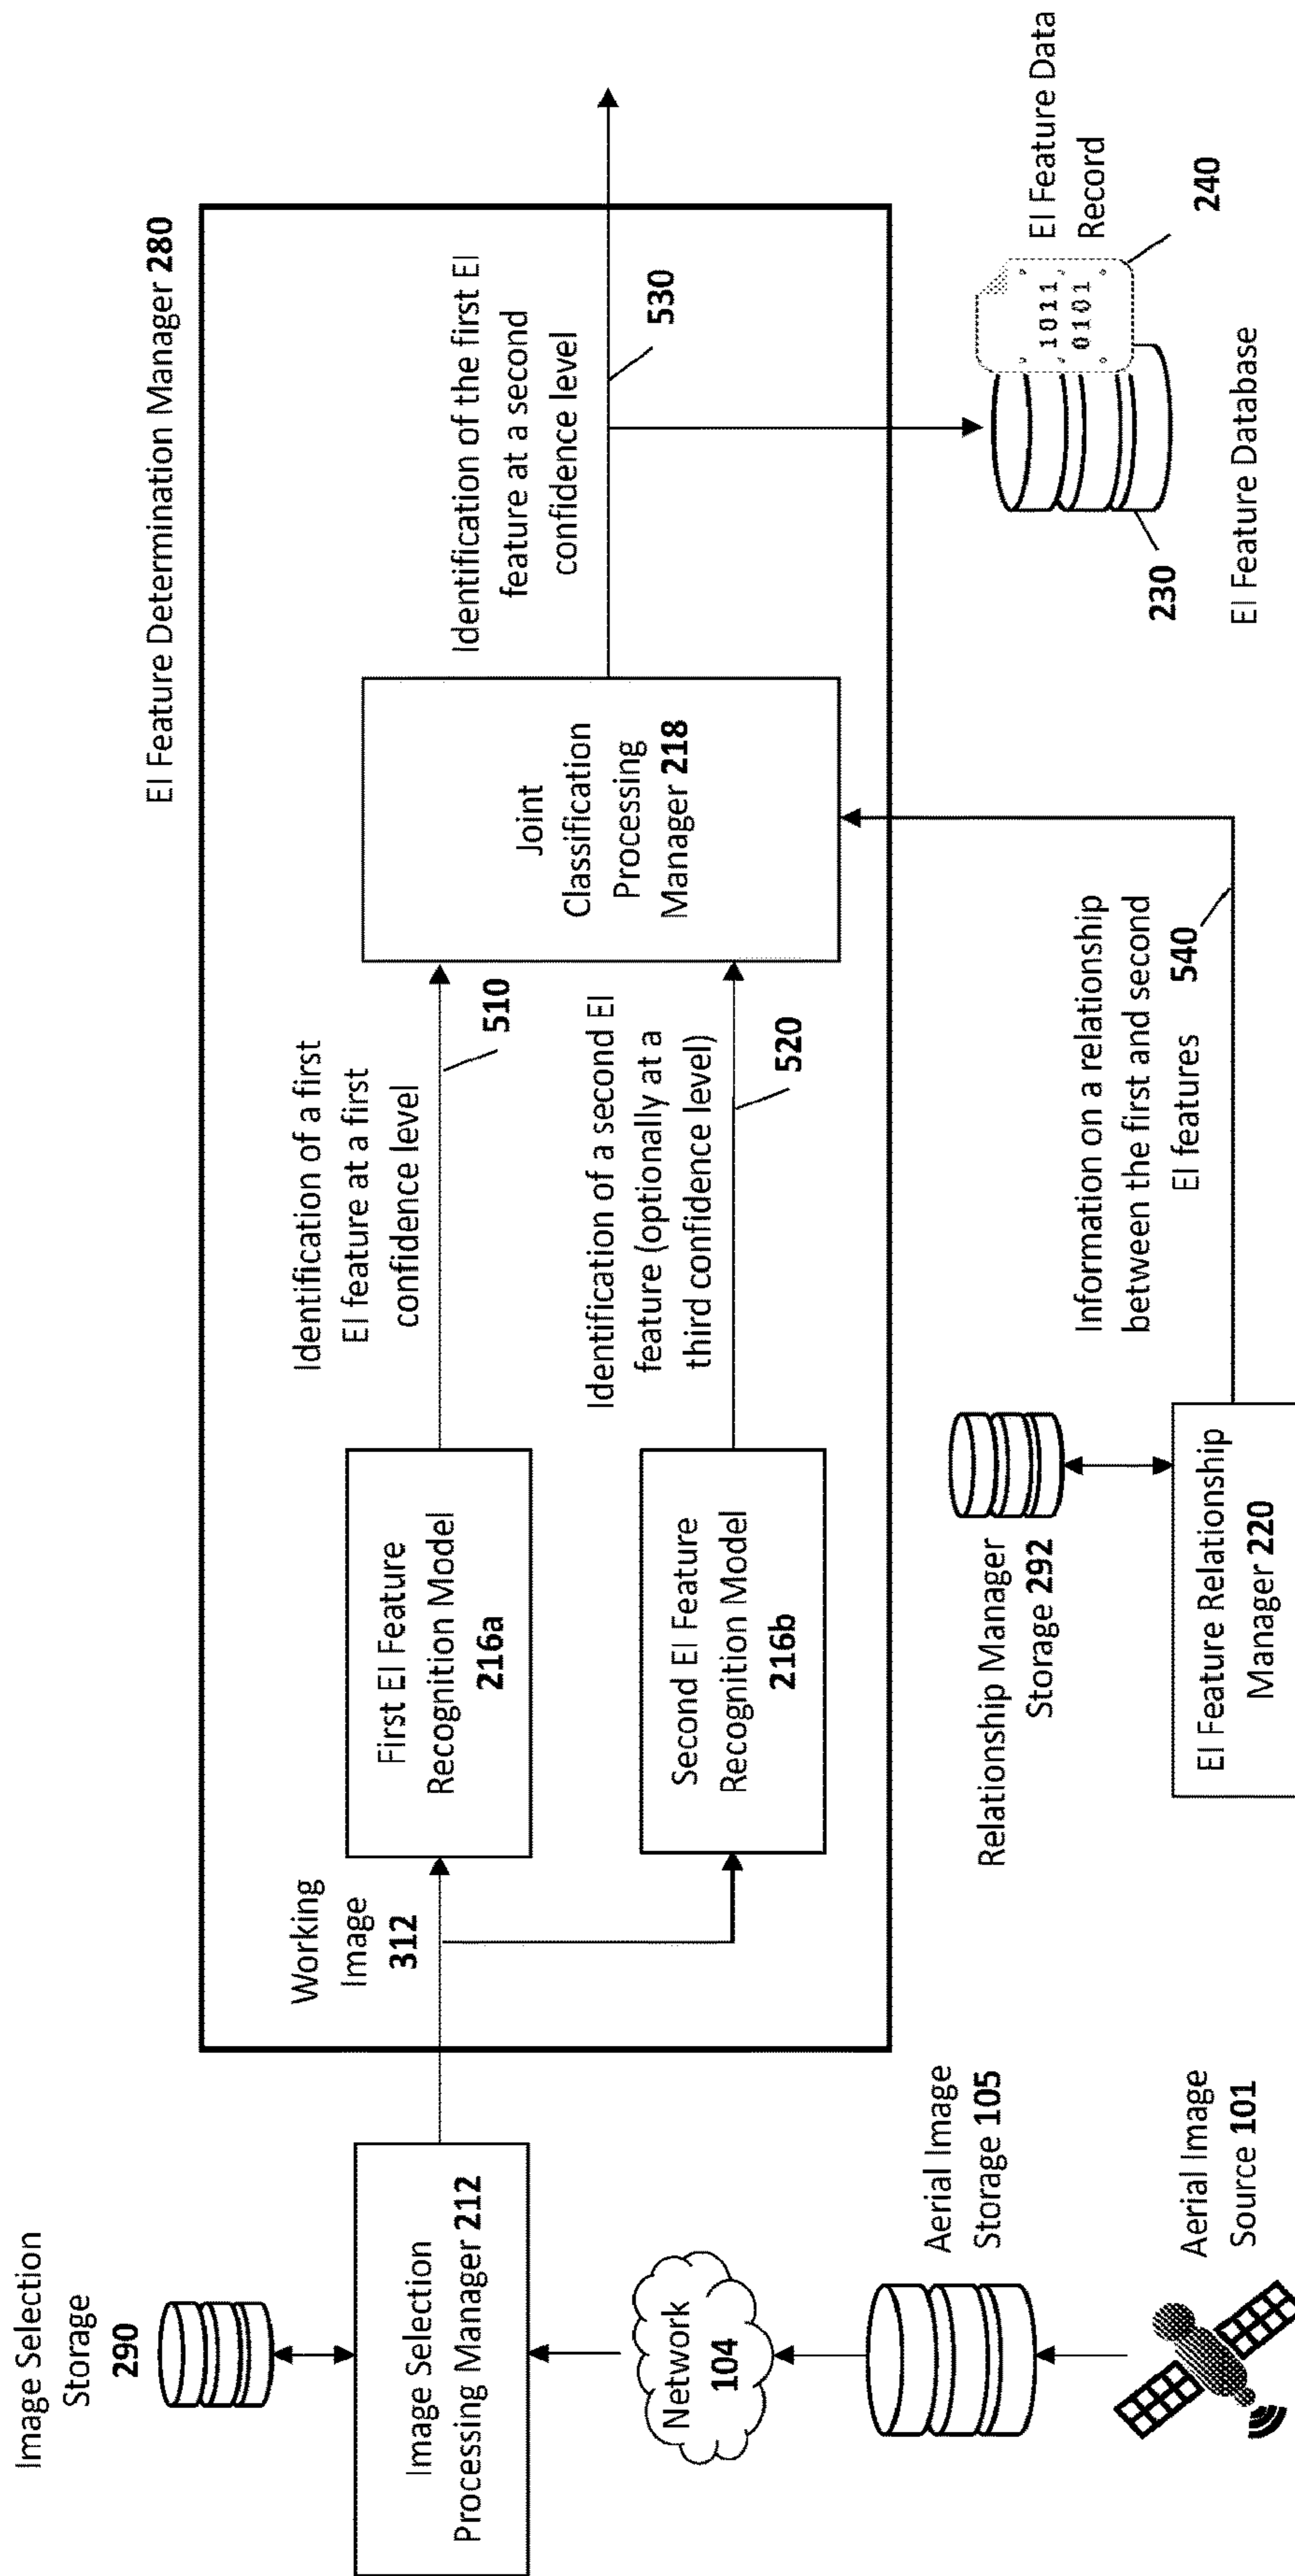 EI Feature Determination Manager 280
Image Selection
Storage
290
Image Selection
Processing Manager 212
Network
104
Aerial Image
Storage 105
Aerial Image
Source 101
Working
Image
312
First EI Feature
Recognition Model
216a
Second EI Feature
Recognition Model
216b
Identification of a first
EI feature at a first
confidence level
510
Identification of a second EI
feature (optionally at a
third confidence level)
520
Joint
Classification
Processing
Manager 218
Identification of the first EI
feature at a second
confidence level
530
Relationship Manager
Storage 292
EI Feature Relationship
Manager 220
Information on a relationship
between the first and second
EI features 540
EI Feature Data
Record
240
1011
0101
230
EI Feature Database